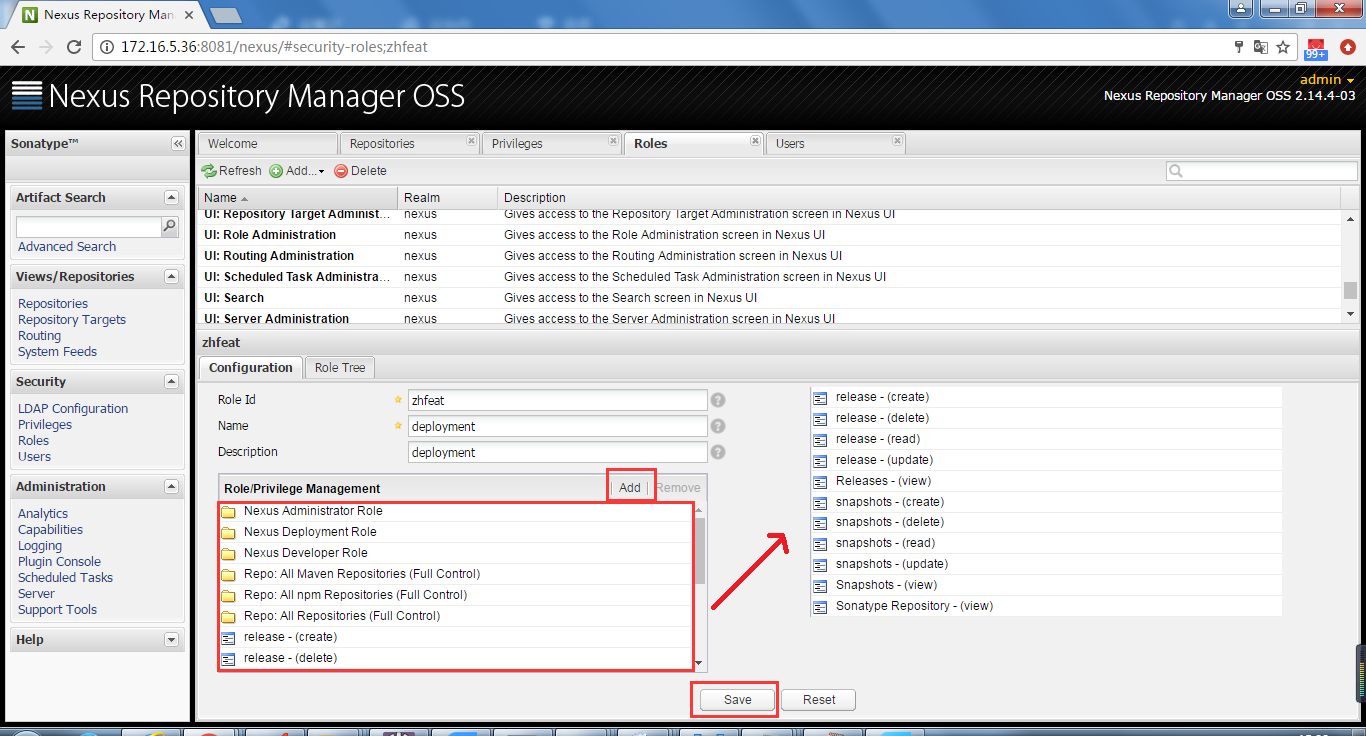 Nexus Repository Man
172.16.5.36:8081/nexus/#security-roles;zhfeat
99+
Nexus Repository Manager OSS
admin
Nexus Repository Manager OSS 2.14.4-03
Sonatype™
Welcome
Repositories
Privileges
Roles
Users
Refresh
Add...
Delete
Artifact Search
Advanced Search
Views/Repositories
Repositories
Repository Targets
Routing
System Feeds
Security
LDAP Configuration
Privileges
Roles
Users
Administration
Analytics
Capabilities
Logging
Plugin Console
Scheduled Tasks
Server
Support Tools
Help
Name Realm Description
UI: Repository Target Administ... nexus Gives access to the Repository Target Administration screen in Nexus UI
UI: Role Administration nexus Gives access to the Role Administration screen in Nexus UI
UI: Routing Administration nexus Gives access to the Routing Administration screen in Nexus UI
UI: Scheduled Task Administra... nexus Gives access to the Scheduled Task Administration screen in Nexus UI
UI: Search nexus Gives access to the Search screen in Nexus UI
UI: Server Administration nexus Gives access to the Server Administration screen in Nexus UI
zhfeat
Configuration
Role Tree
Role Id zhfeat
Name deployment
Description deployment
Role/Privilege Management
Add
Remove
Nexus Administrator Role
Nexus Deployment Role
Nexus Developer Role
Repo: All Maven Repositories (Full Control)
Repo: All npm Repositories (Full Control)
Repo: All Repositories (Full Control)
release - (create)
release - (delete)
release - (create)
release - (delete)
release - (read)
release - (update)
Releases - (view)
snapshots - (create)
snapshots - (delete)
snapshots - (read)
snapshots - (update)
Snapshots - (view)
Sonatype Repository - (view)
Save
Reset